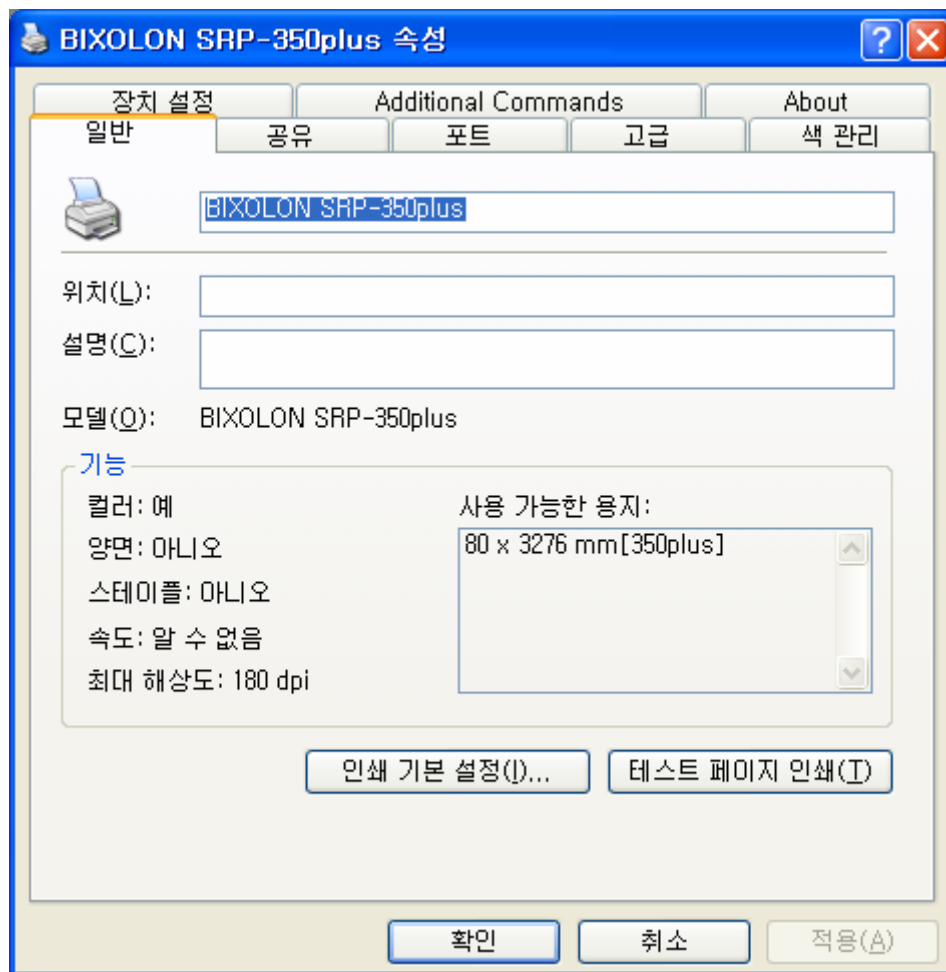 BIXOLON SRP-350plus 속성
장치 설정 Additional Commands About
일반 공유 포트 고급 색 관리
BIXOLON SRP-350plus
위치(L):
설명(C):
모델(O): BIXOLON SRP-350plus
기능
컬러: 예 사용 가능한 용지:
양면: 아니오 80 x 3276 mm[350plus]
스테이플: 아니오
속도: 알 수 없음
최대 해상도: 180 dpi
인쇄 기본 설정(I)... 테스트 페이지 인쇄(T)
확인 취소 적용(A)